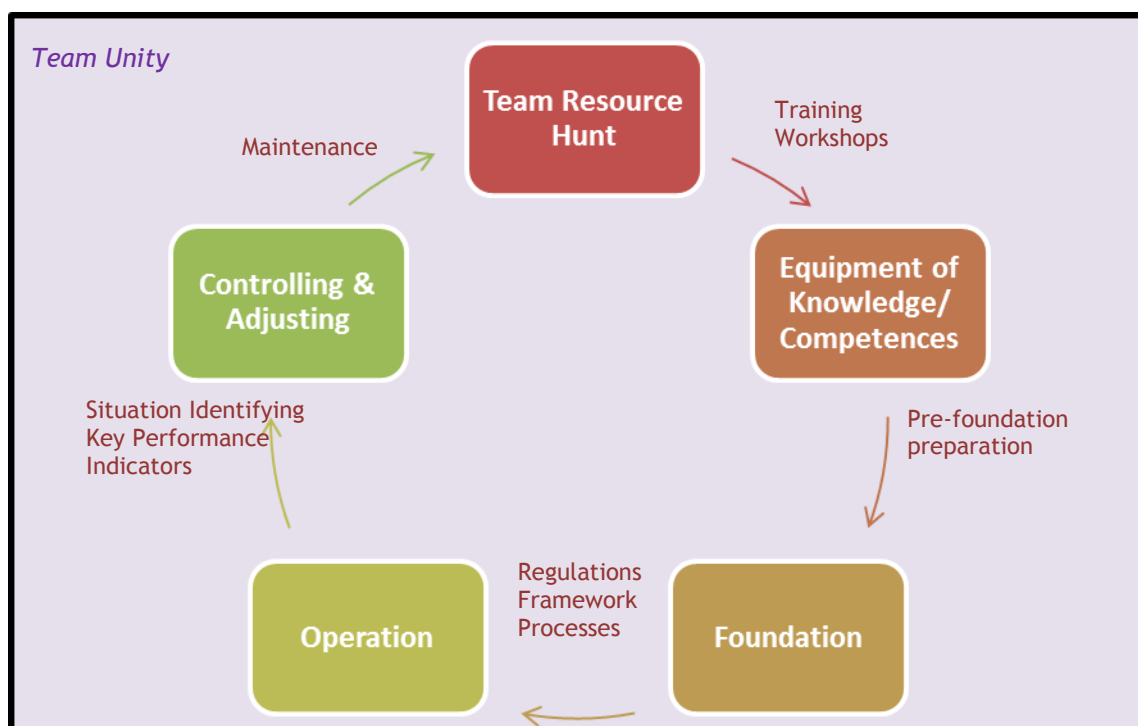 Team Unity
Team Resource
Hunt
Training
Workshops
Maintenance
Controlling &
Adjusting
Equipment of
Knowledge/
Competences
Situation Identifying
Key Performance
Indicators
Pre-foundation
preparation
Regulations
Framework
Processes
Operation
Foundation